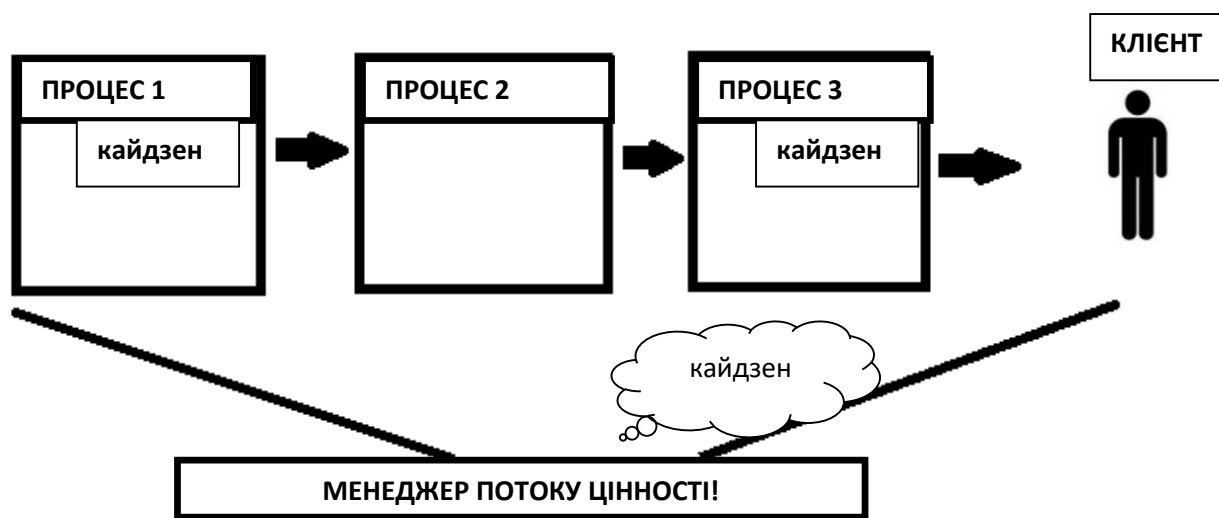 КЛІЄНТ
ПРОЦЕС 1
ПРОЦЕС 2
ПРОЦЕС 3
кайдзен
кайдзен
кайдзен
МЕНЕДЖЕР ПОТОКУ ЦІННОСТІ!